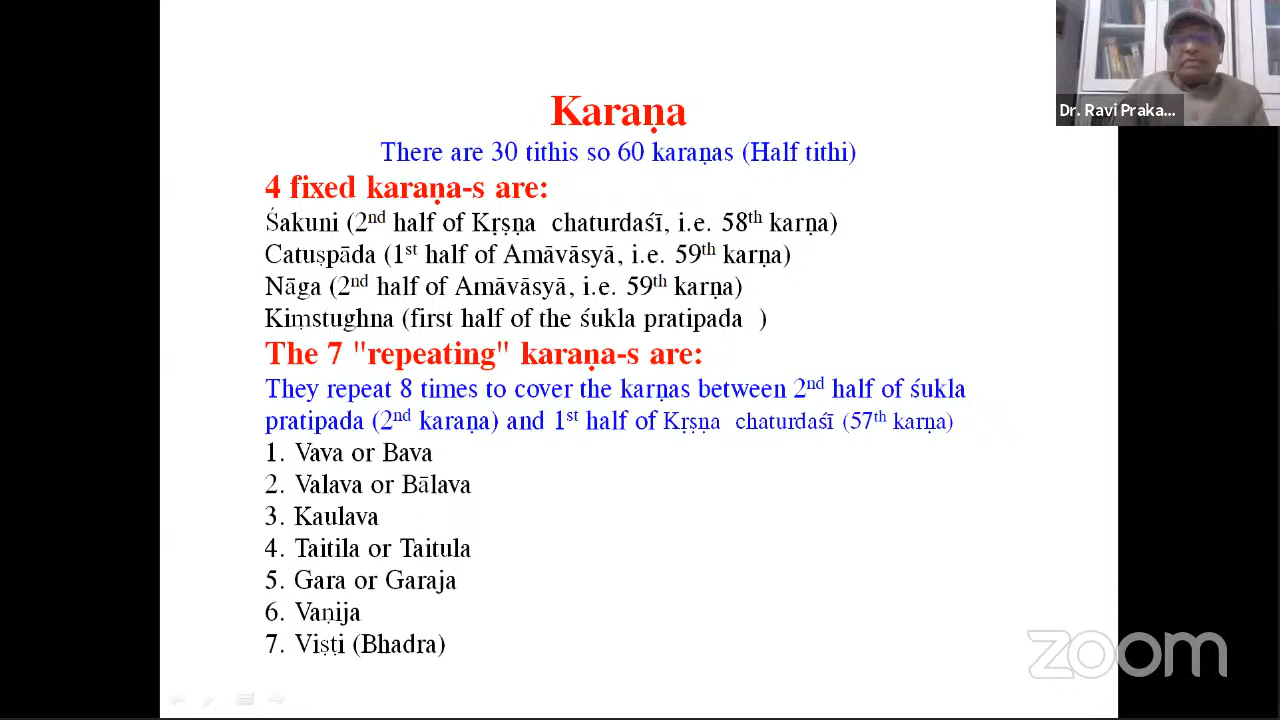 Karaṇa
There are 30 tithis so 60 karaṇas (Half tithi)
4 fixed karaṇa-s are:
Śakuni (2nd half of Kṛṣṇa chaturdaśī, i.e. 58th karṇa)
Catuṣpāda (1st half of Amāvāsyā, i.e. 59th karṇa)
Nāga (2nd half of Amāvāsyā, i.e. 59th karṇa)
Kiṃstughna (first half of the śukla pratipada )
The 7 "repeating" karaṇa-s are:
They repeat 8 times to cover the karṇas between 2nd half of śukla
pratipada (2nd karaṇa) and 1st half of Kṛṣṇa chaturdaśī (57th karṇa)
1. Vava or Bava
2. Valava or Bālava
3. Kaulava
4. Taitila or Taitula
5. Gara or Garaja
6. Vaṇija
7. Viṣṭi (Bhadra)
Dr. Ravi Praka...
zoom